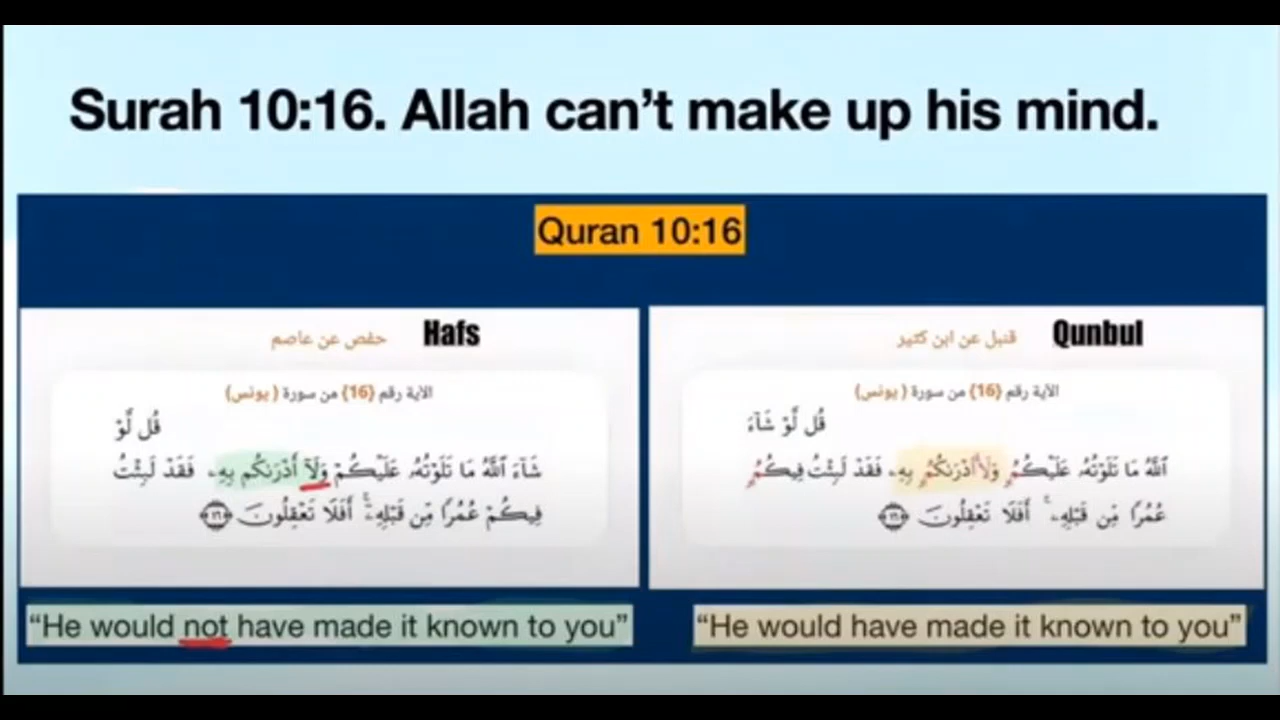 Surah 10:16. Allah can't make up his mind.
Quran 10:16
حفص عن عاصم Hafs
الآية رقم (16) من سورة (يونس)
قُل لَّوْ
شَآءَ ٱللَّهُ مَا تَلَوْتُهُۥ عَلَيْكُمْ وَلَآ أَدْرَىٰكُم بِهِۦ ۖ فَقَدْ لَبِثْتُ
فِيكُمْ عُمُرًا مِّن قَبْلِهِۦٓ ۚ أَفَلَا تَعْقِلُونَ ١٦
"He would not have made it known to you"
قنبل عن ابن كثير Qunbul
الآية رقم (16) من سورة (يونس)
قُل لَّوْ شَآءَ
ٱللَّهُ مَا تَلَوْتُهُۥ عَلَيْكُمُۥ وَلَأَدْرَىٰكُمُۥ بِهِۦ فَقَدْ لَبِثْتُ فِيكُمُۥ
عُمُرًا مِّن قَبْلِهِۦٓ ۚ أَفَلَا تَعْقِلُونَ ١٦
"He would have made it known to you"